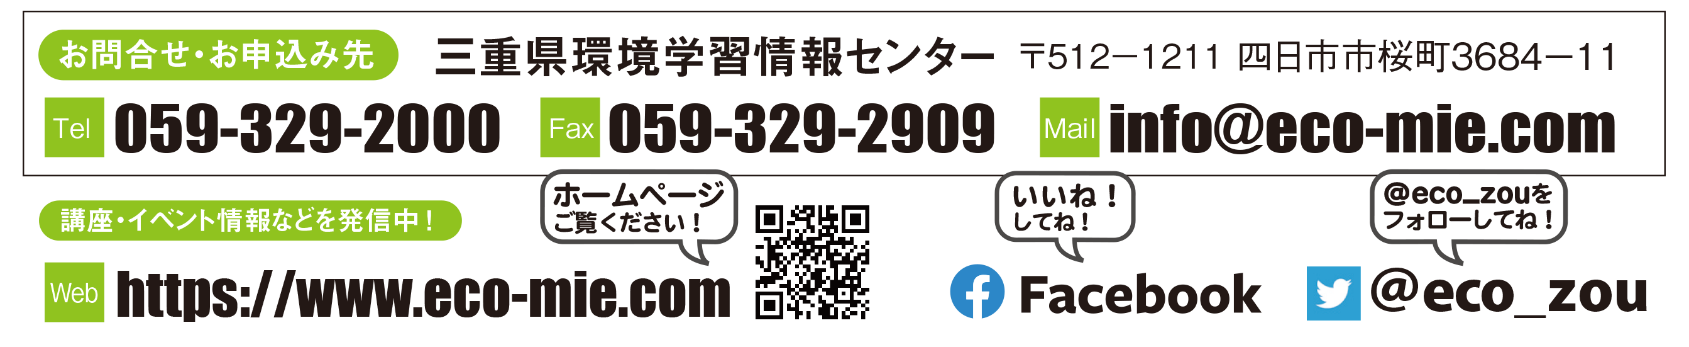 お問合せ・お申込み先 三重県環境学習情報センター 〒512－1211 四日市市桜町3684－11
Tel 059-329-2000 Fax 059-329-2909 Mail info@eco-mie.com
講座・イベント情報などを発信中！
ホームページ
ご覧ください！
いいね！
してね！
@eco_zouを
フォローしてね！
Web https://www.eco-mie.com
Facebook
@eco_zou